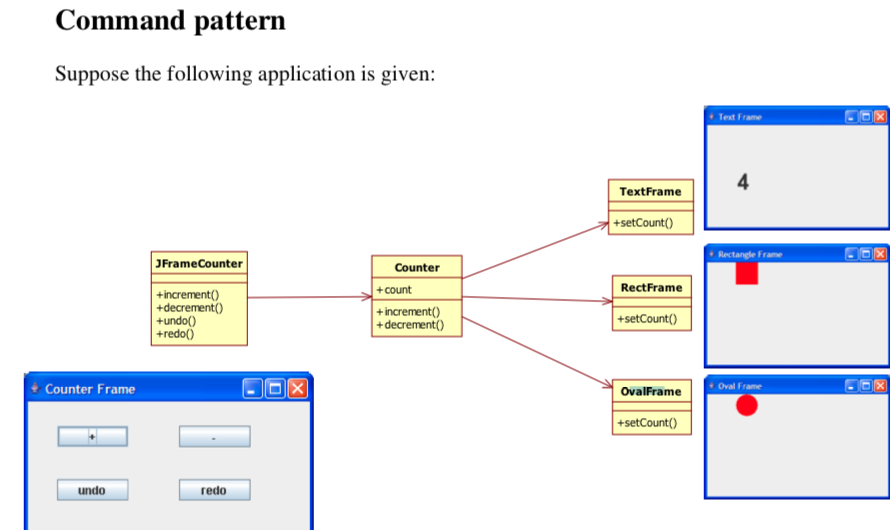 Command pattern
Suppose the following application is given:
Text Frame
4
TextFrame
+setCount()
JFrameCounter
+increment()
+decrement()
+undo()
+redo()
Counter
+count
+increment()
+decrement()
Rectangle Frame
RectFrame
+setCount()
Oval Frame
OvalFrame
+setCount()
Counter Frame
+
-
undo
redo